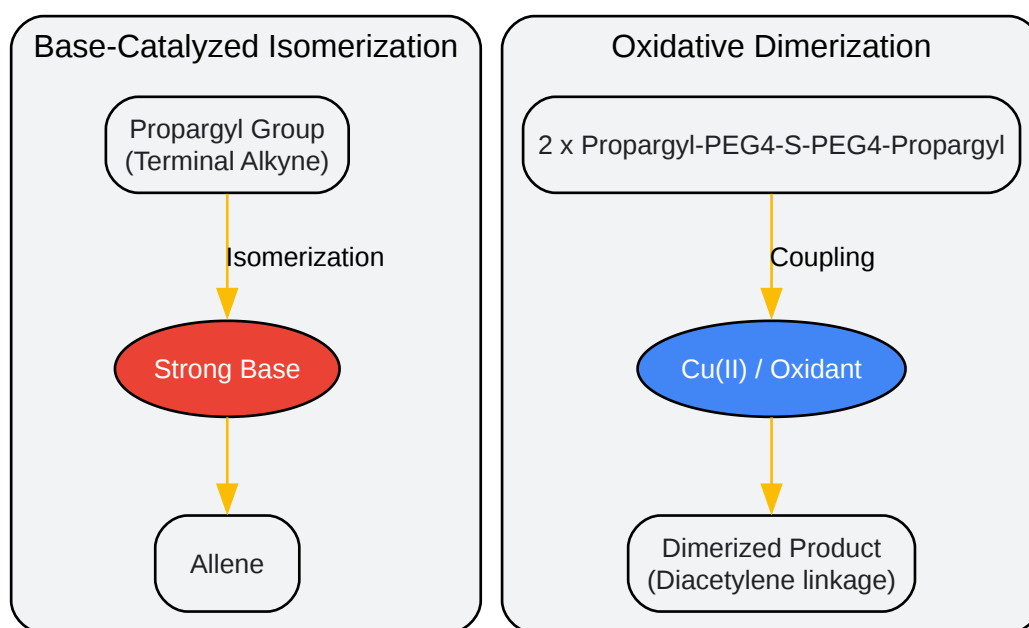 Base-Catalyzed Isomerization
Propargyl Group
(Terminal Alkyne)
Isomerization
Strong Base
Allene
Oxidative Dimerization
2 x Propargyl-PEG4-S-PEG4-Propargyl
Coupling
Cu(II) / Oxidant
Dimerized Product
(Diacetylene linkage)